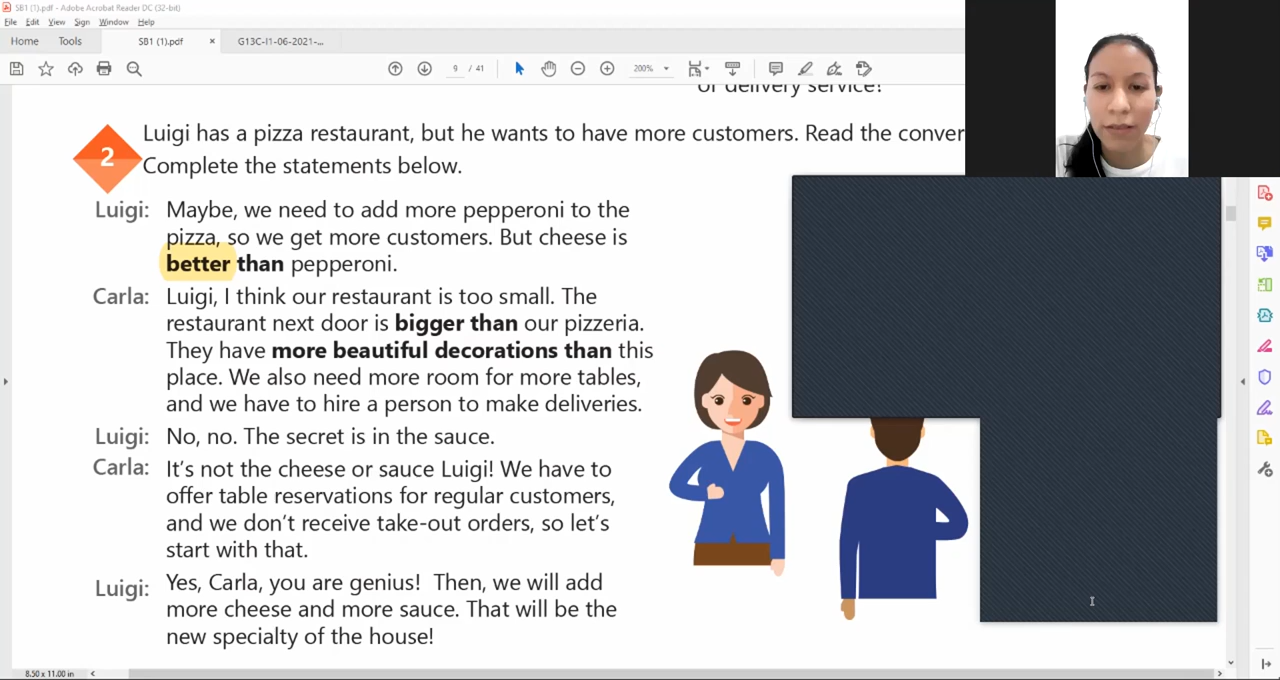 SB1 (1).pdf - Adobe Acrobat Reader DC (32-bit)
File Edit View Sign Window Help
Home Tools SB1 (1).pdf × G13C-I1-06-2021-...
9 / 41 200%
of delivery service?
2
Luigi has a pizza restaurant, but he wants to have more customers. Read the conver
Complete the statements below.
Luigi: Maybe, we need to add more pepperoni to the
pizza, so we get more customers. But cheese is
better than pepperoni.
Carla: Luigi, I think our restaurant is too small. The
restaurant next door is bigger than our pizzeria.
They have more beautiful decorations than this
place. We also need more room for more tables,
and we have to hire a person to make deliveries.
Luigi: No, no. The secret is in the sauce.
Carla: It's not the cheese or sauce Luigi! We have to
offer table reservations for regular customers,
and we don't receive take-out orders, so let's
start with that.
Luigi: Yes, Carla, you are genius! Then, we will add
more cheese and more sauce. That will be the
new specialty of the house!
8.50 x 11.00 in